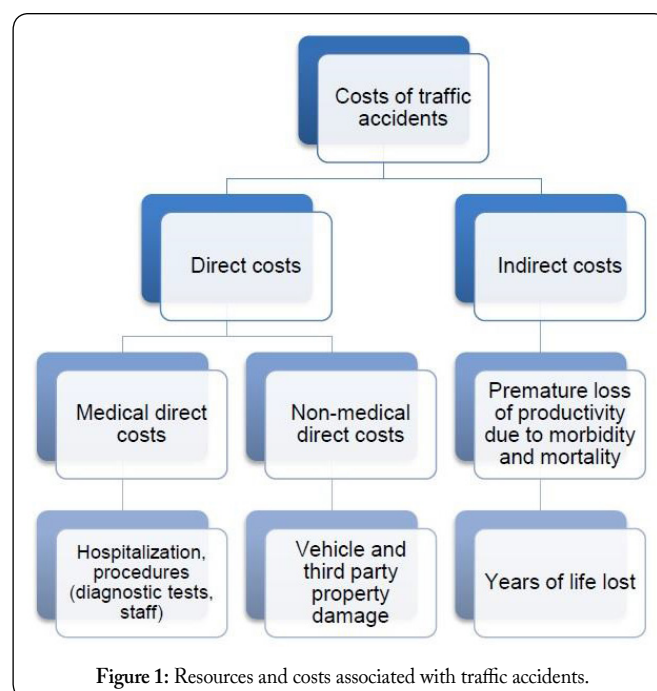 Costs of traffic
accidents
Direct costs
Indirect costs
Medical direct
costs
Non-medical
direct costs
Premature loss
of productivity
due to morbidity
and mortality
Hospitalization,
procedures
(diagnostic tests,
staff)
Vehicle and
third party
property
damage
Years of life lost
Figure 1: Resources and costs associated with traffic accidents.